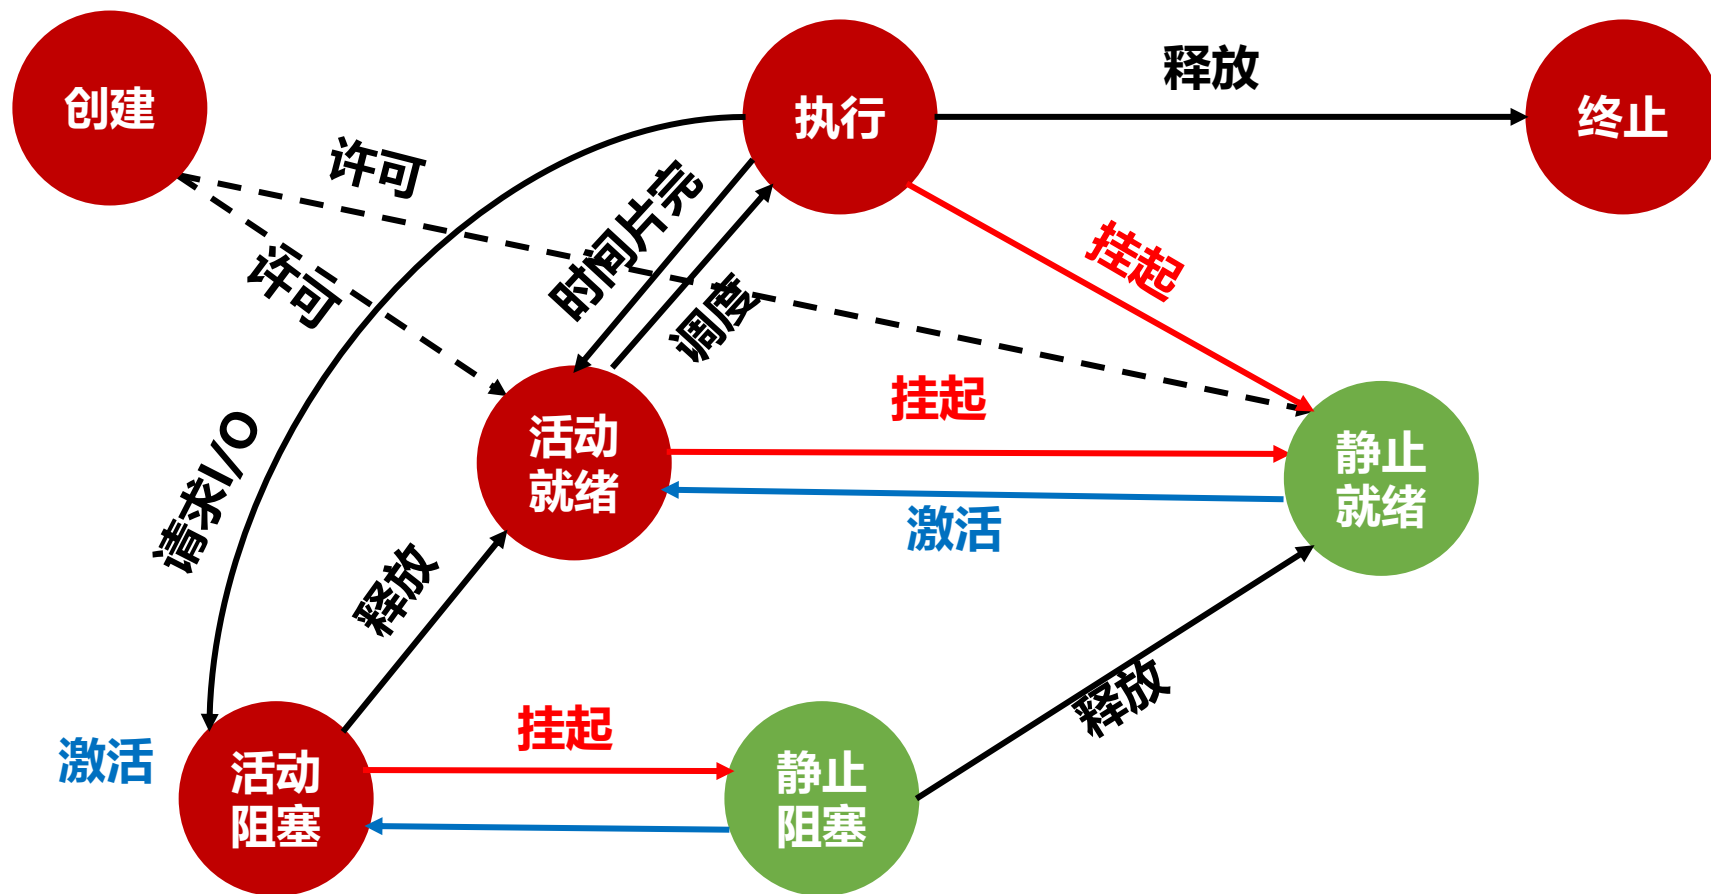 创建
执行
释放
终止
许可
许可
时间片完
调度
挂起
挂起
活动
就绪
静止
就绪
激活
请求I/O
释放
释放
激活
挂起
活动
阻塞
静止
阻塞